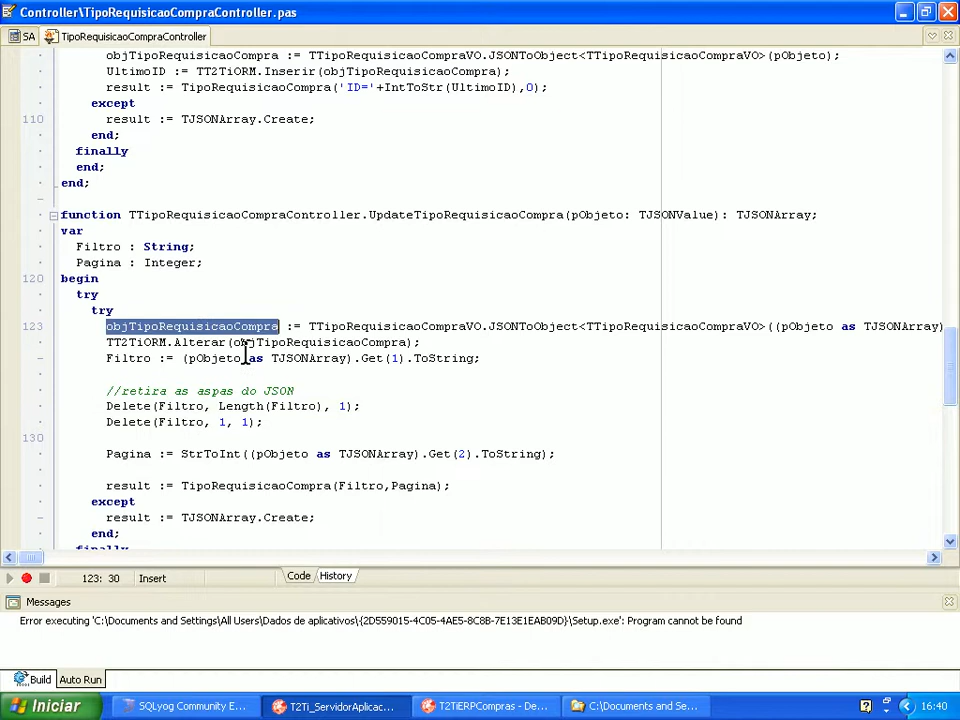 Controller\TipoRequisicaoCompraController.pas
SA TipoRequisicaoCompraController
objTipoRequisicaoCompra := TTipoRequisicaoCompraVO.JSONToObject<TTipoRequisicaoCompraVO>(pObjeto);
UltimoID := TT2TiORM.Inserir(objTipoRequisicaoCompra);
result := TipoRequisicaoCompra('ID='+IntToStr(UltimoID),0);
except
110 result := TJSONArray.Create;
end;
finally
end;
end;
function TTipoRequisicaoCompraController.UpdateTipoRequisicaoCompra(pObjeto: TJSONValue): TJSONArray;
var
Filtro : String;
Pagina : Integer;
120 begin
try
try
123 objTipoRequisicaoCompra := TTipoRequisicaoCompraVO.JSONToObject<TTipoRequisicaoCompraVO>((pObjeto as TJSONArray)
TT2TiORM.Alterar(objTipoRequisicaoCompra);
Filtro := (pObjeto as TJSONArray).Get(1).ToString;
//retira as aspas do JSON
Delete(Filtro, Length(Filtro), 1);
Delete(Filtro, 1, 1);
130
Pagina := StrToInt((pObjeto as TJSONArray).Get(2).ToString);
result := TipoRequisicaoCompra(Filtro,Pagina);
except
result := TJSONArray.Create;
end;
finally
123: 30 Insert Code History
Messages
Error executing 'C:\Documents and Settings\All Users\Dados de aplicativos\{2D559015-4C05-4AE5-8C8B-7E13E1EAB09D}\Setup.exe': Program cannot be found
Build Auto Run
Iniciar SQLyog Community E... T2Ti_ServidorAplicac... T2TiERPCompras - De... C:\Documents and Se... 16:40